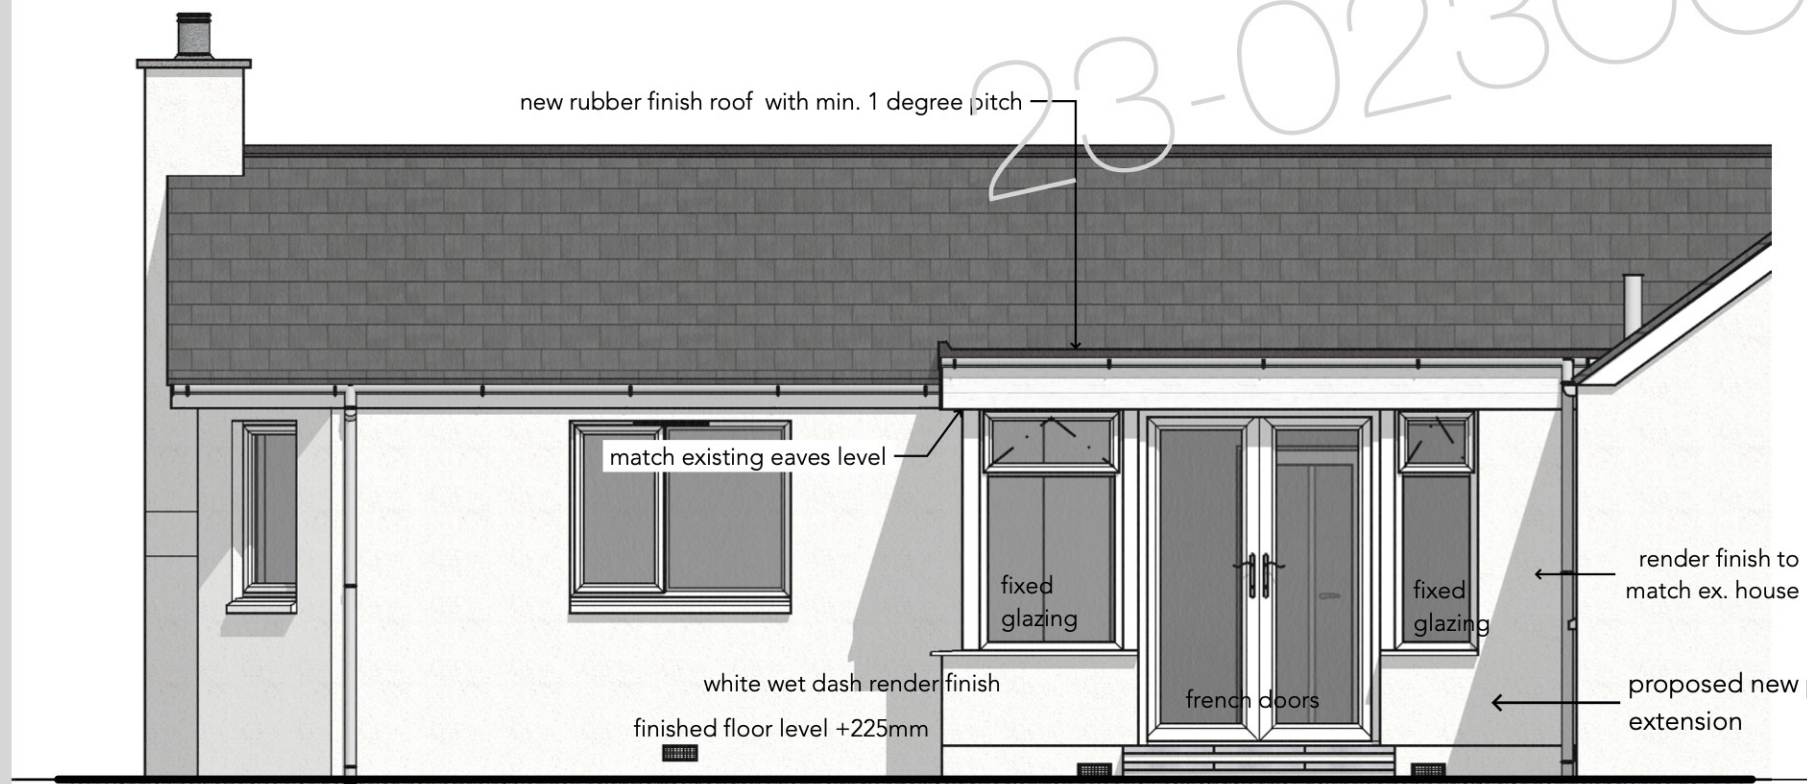 23-0230
new rubber finish roof with min. 1 degree pitch
match existing eaves level
fixed
glazing
fixed
glazing
render finish to
match ex. house
white wet dash render finish
french doors
proposed new
extension
finished floor level +225mm